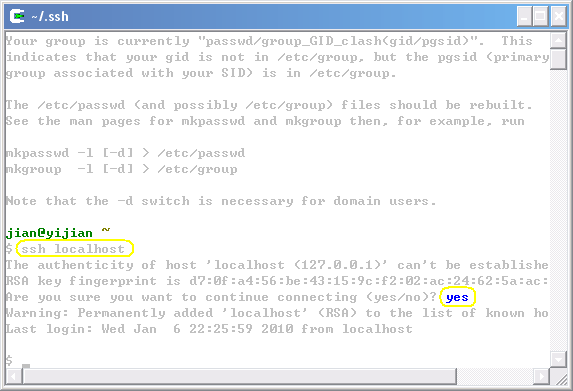 ~/.ssh
Your group is currently "passwd/group_GID_clash(gid/pgsid)".  This
indicates that your gid is not in /etc/group, but the pgsid (primary
group associated with your SID) is in /etc/group.
The /etc/passwd (and possibly /etc/group) files should be rebuilt.
See the man pages for mkpasswd and mkgroup then, for example, run
mkpasswd -l [-d] > /etc/passwd
mkgroup  -l [-d] > /etc/group
Note that the -d switch is necessary for domain users.
jian@yijian ~
$ ssh localhost
The authenticity of host 'localhost (127.0.0.1)' can't be establishe
RSA key fingerprint is d7:0f:a4:56:be:43:15:9c:f2:02:ac:24:62:5a:ac:
Are you sure you want to continue connecting (yes/no)? yes
Warning: Permanently added 'localhost' (RSA) to the list of known ho
Last login: Wed Jan  6 22:25:59 2010 from localhost
$